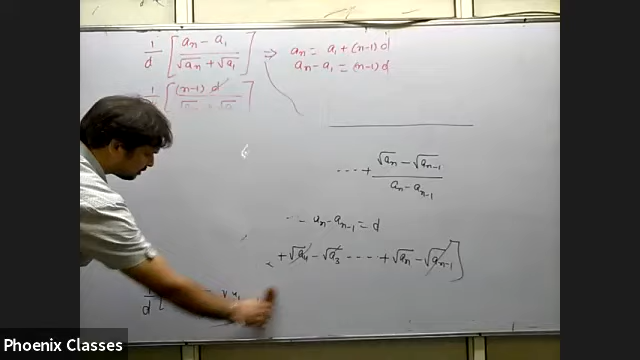 1/d [ (aₙ − a₁) / (√aₙ + √a₁) ] ⇒ aₙ = a₁ + (n−1) d
aₙ − a₁ = (n−1) d
1/d [ (n−1) d
···· + (√aₙ − √aₙ₋₁) / (aₙ − aₙ₋₁)
aₙ − aₙ₋₁ = d
+ √a₄ − √a₃ ···· + √aₙ − √aₙ₋₁ ]
1/d [
Phoenix Classes